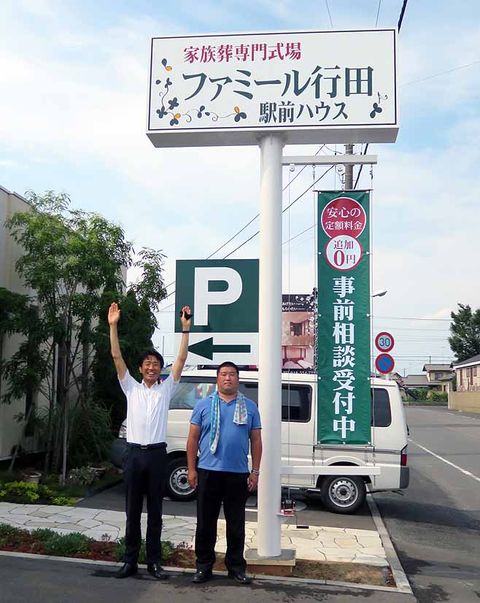 家族葬専門式場
ファミール行田
駅前ハウス
安心の
定額料金
追加
0円
事前相談受付中
P
30